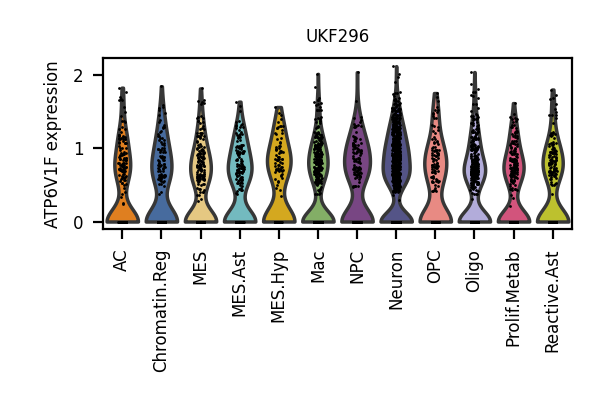 UKF296
ATP6V1F expression
2
1
0
AC
Chromatin.Reg
MES
MES.Ast
MES.Hyp
Mac
NPC
Neuron
OPC
Oligo
Prolif.Metab
Reactive.Ast